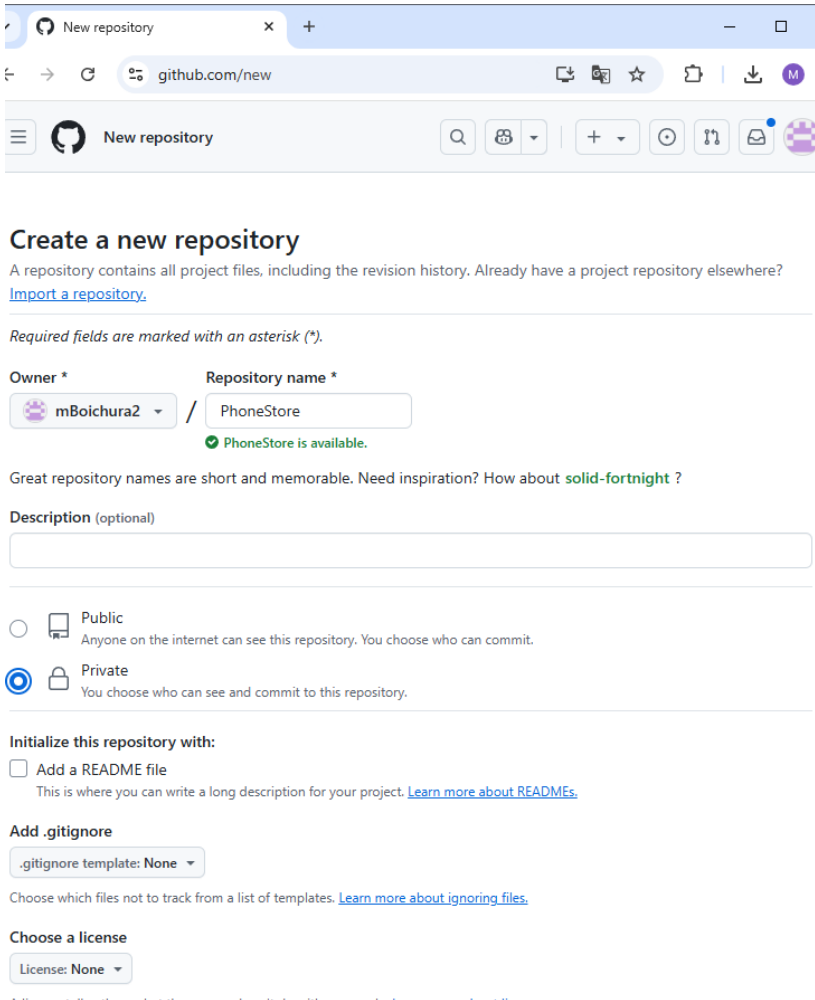 New repository
github.com/new
M
New repository
Create a new repository
A repository contains all project files, including the revision history. Already have a project repository elsewhere?
Import a repository.
Required fields are marked with an asterisk (*).
Owner * Repository name *
mBoichura2 / PhoneStore
PhoneStore is available.
Great repository names are short and memorable. Need inspiration? How about solid-fortnight ?
Description (optional)
Public
Anyone on the internet can see this repository. You choose who can commit.
Private
You choose who can see and commit to this repository.
Initialize this repository with:
Add a README file
This is where you can write a long description for your project. Learn more about READMEs.
Add .gitignore
.gitignore template: None
Choose which files not to track from a list of templates. Learn more about ignoring files.
Choose a license
License: None